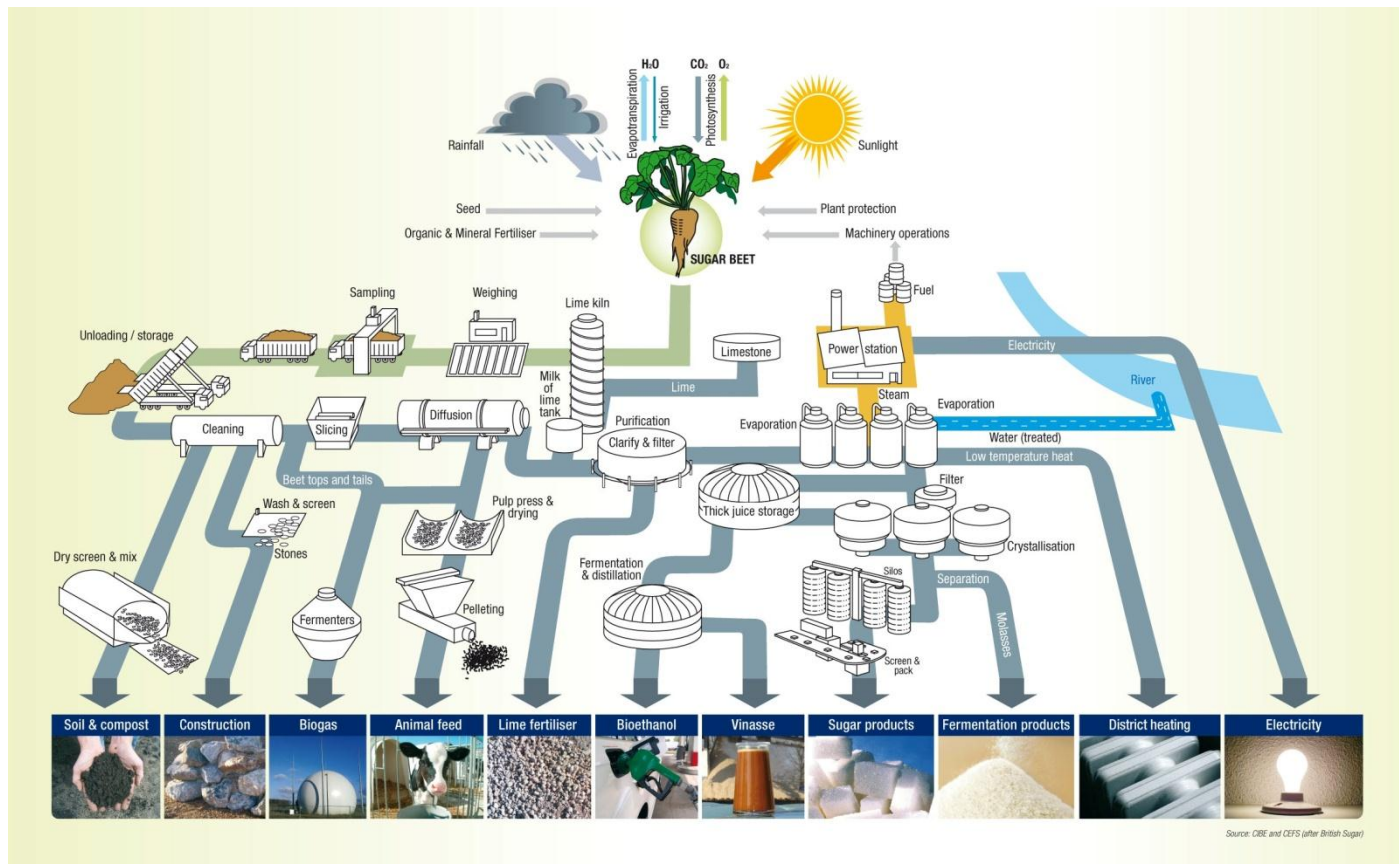 H₂O
CO₂ O₂
Evapotranspiration
Irrigation
Photosynthesis
Rainfall
Sunlight
Seed
Plant protection
Organic & Mineral Fertiliser
Machinery operations
SUGAR BEET
Fuel
Sampling
Weighing
Lime kiln
Unloading / storage
Limestone
Power station
Electricity
Lime
River
Milk
of
lime
tank
Steam
Diffusion
Purification
Evaporation
Evaporation
Cleaning
Slicing
Clarify & filter
Water (treated)
Low temperature heat
Beet tops and tails
Filter
Pulp press &
drying
Wash & screen
Thick juice storage
Stones
Crystallisation
Dry screen & mix
Fermentation
& distillation
Silos
Separation
Pelleting
Fermenters
Molasses
Screen &
pack
Soil & compost
Construction
Biogas
Animal feed
Lime fertiliser
Bioethanol
Vinasse
Sugar products
Fermentation products
District heating
Electricity
Source: CIBE and CEFS (after British Sugar)